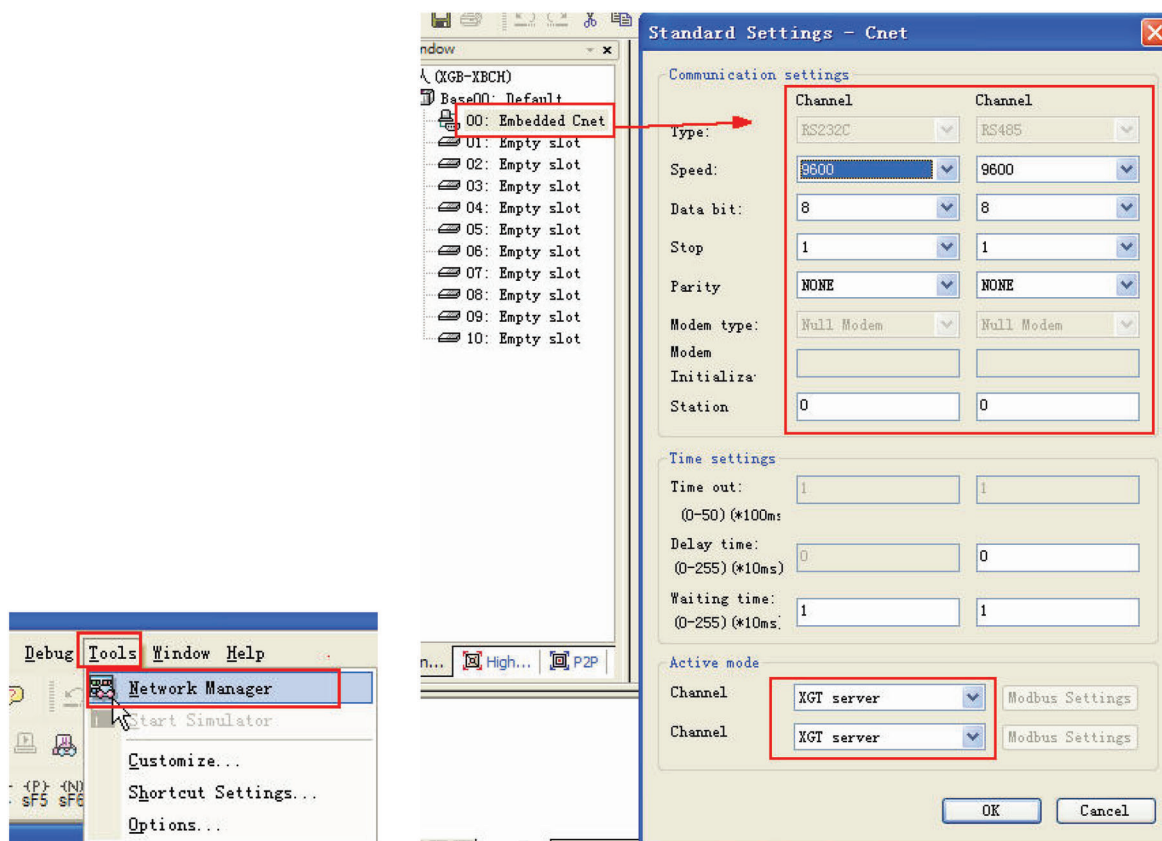 Debug Tools Window Help
Network Manager
Start Simulator
Customize...
Shortcut Settings...
Options...
sF5 sF6
ndow
(XGB-XBCH)
Base00: Default
00: Embedded Cnet
01: Empty slot
02: Empty slot
03: Empty slot
04: Empty slot
05: Empty slot
06: Empty slot
07: Empty slot
08: Empty slot
09: Empty slot
10: Empty slot
n... High... P2P
Standard Settings - Cnet
Communication settings
Channel Channel
Type: RS232C RS485
Speed: 9600 9600
Data bit: 8 8
Stop 1 1
Parity NONE NONE
Modem type: Null Modem Null Modem
Modem
Initializa
Station 0 0
Time settings
Time out: 1 1
(0-50)(*100ms
Delay time: 0 0
(0-255)(*10ms)
Waiting time: 1 1
(0-255)(*10ms)
Active mode
Channel XGT server Modbus Settings
Channel XGT server Modbus Settings
OK Cancel